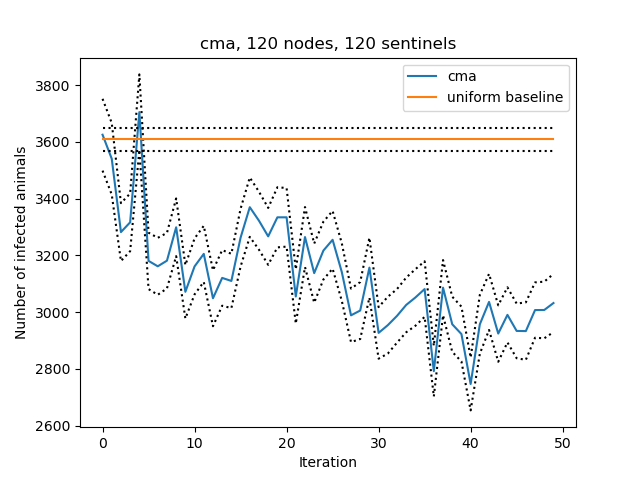 cma, 120 nodes, 120 sentinels
cma
uniform baseline
Number of infected animals
3800
3600
3400
3200
3000
2800
2600
0 10 20 30 40 50
Iteration